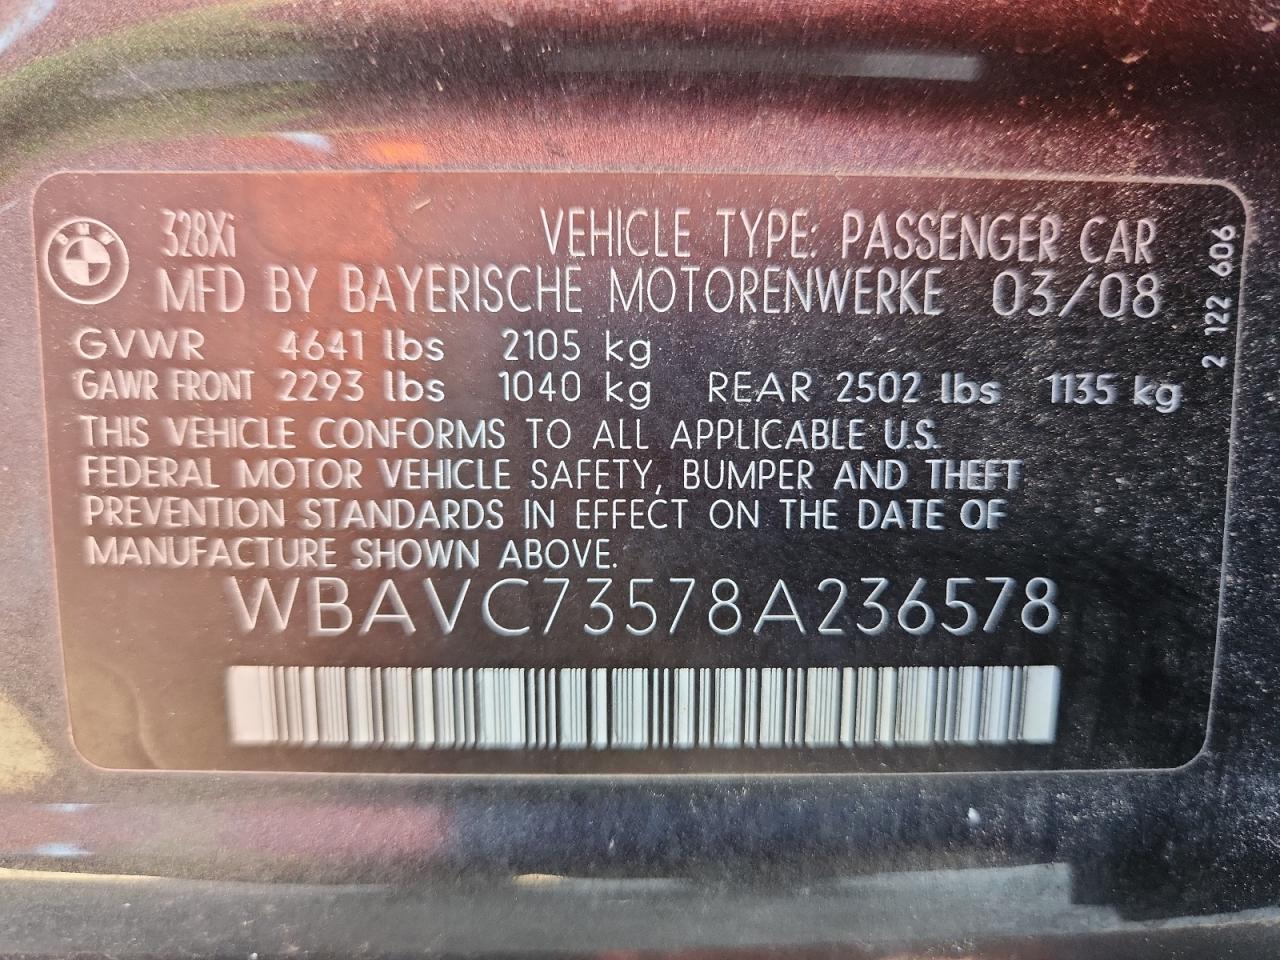 BMW
328Xi
VEHICLE TYPE: PASSENGER CAR
MFD BY BAYERISCHE MOTORENWERKE 03/08
GVWR 4641 lbs 2105 kg
GAWR FRONT 2293 lbs 1040 kg REAR 2502 lbs 1135 kg
THIS VEHICLE CONFORMS TO ALL APPLICABLE U.S.
FEDERAL MOTOR VEHICLE SAFETY, BUMPER AND THEFT
PREVENTION STANDARDS IN EFFECT ON THE DATE OF
MANUFACTURE SHOWN ABOVE.
WBAVC73578A236578
2 122 606